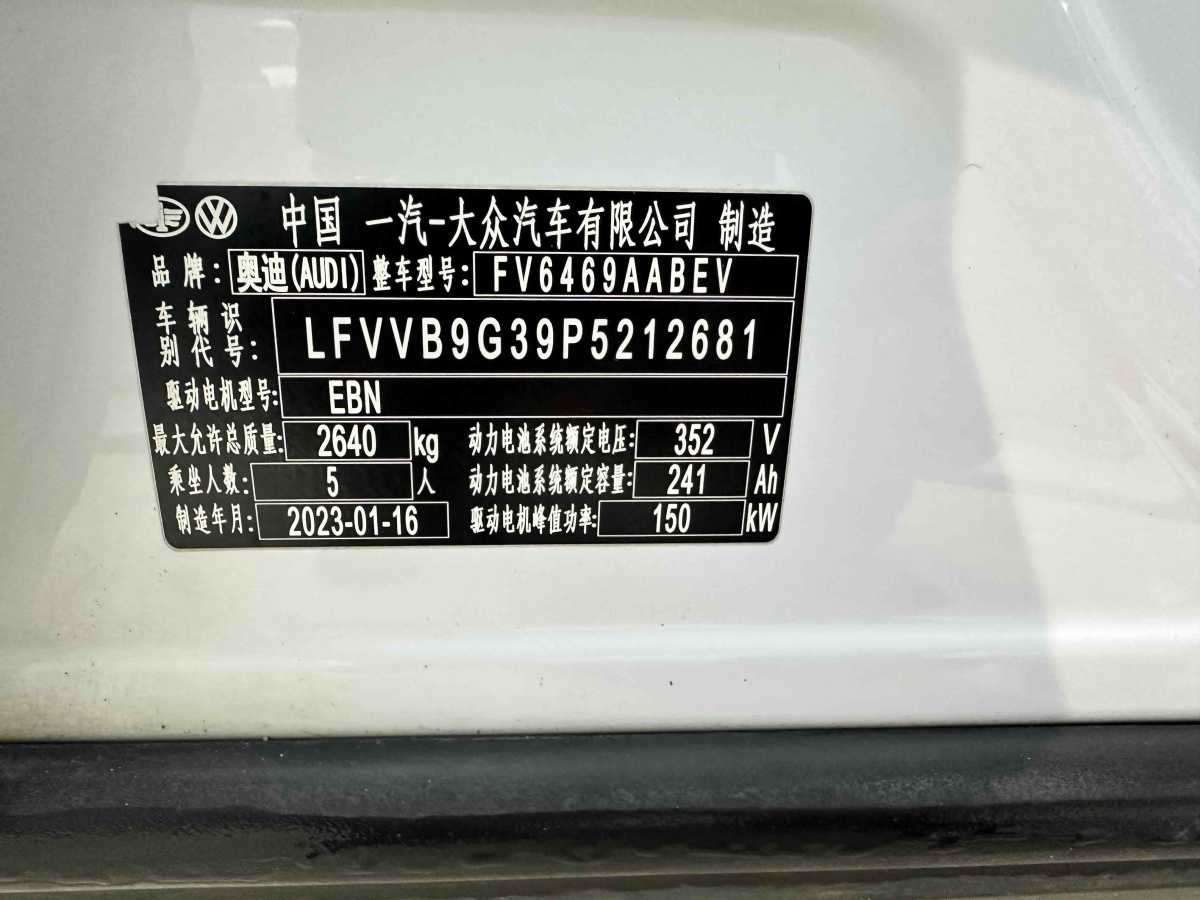 中国 一汽-大众汽车有限公司 制造
品牌: 奥迪(AUDI) 整车型号: FV6469AABEV
车辆识别代号: LFVVB9G39P5212681
驱动电机型号: EBN
最大允许总质量: 2640 kg 动力电池系统额定电压: 352 V
乘坐人数: 5 人 动力电池系统额定容量: 241 Ah
制造年月: 2023-01-16 驱动电机峰值功率: 150 kW